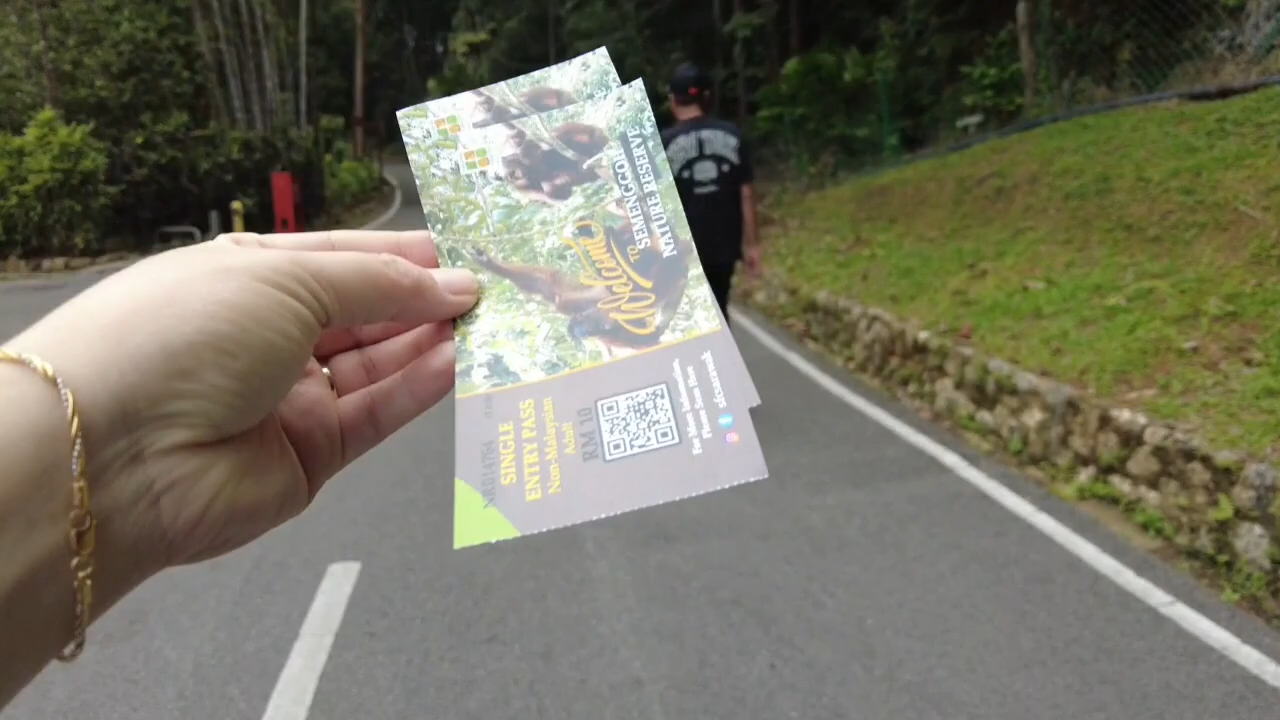 Welcome
TO
SEMENGGOH
NATURE RESERVE
SINGLE
ENTRY PASS
Non-Malaysian
Adult
RM 10
For More Information,
Please Scan Here
sfcsarawak